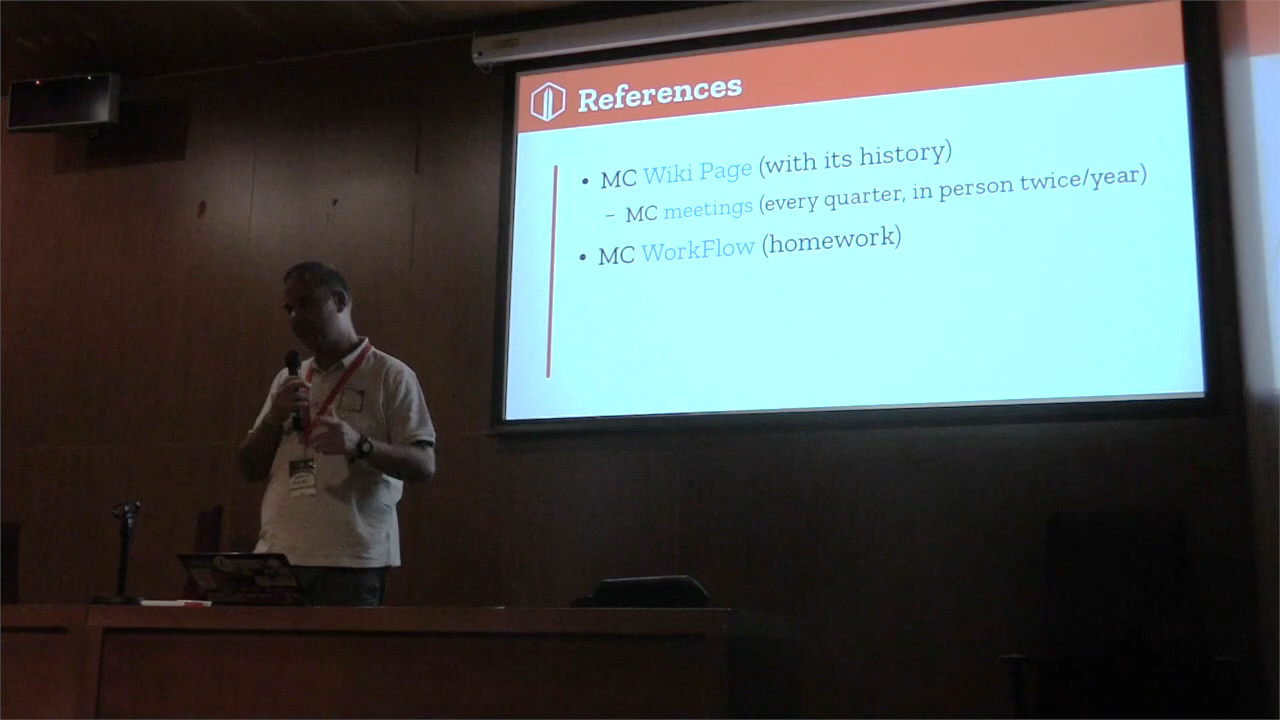 References
• MC Wiki Page (with its history)
– MC meetings (every quarter, in person twice/year)
• MC WorkFlow (homework)